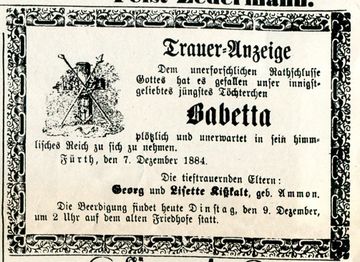 Trauer-Anzeige
Dem unerforschlichen Rathschlusse
Gottes hat es gefallen unser innigst-
geliebtes jüngstes Töchterchen
Babetta
plötzlich und unerwartet in sein himm-
lisches Reich zu sich zu nehmen.
Fürth, den 7. Dezember 1884.
Die tieftrauernden Eltern:
Georg und Lisette Kißkalt, geb. Ammon.
Die Beerdigung findet heute Dinstag, den 9. Dezember,
um 2 Uhr auf dem alten Friedhofe statt.